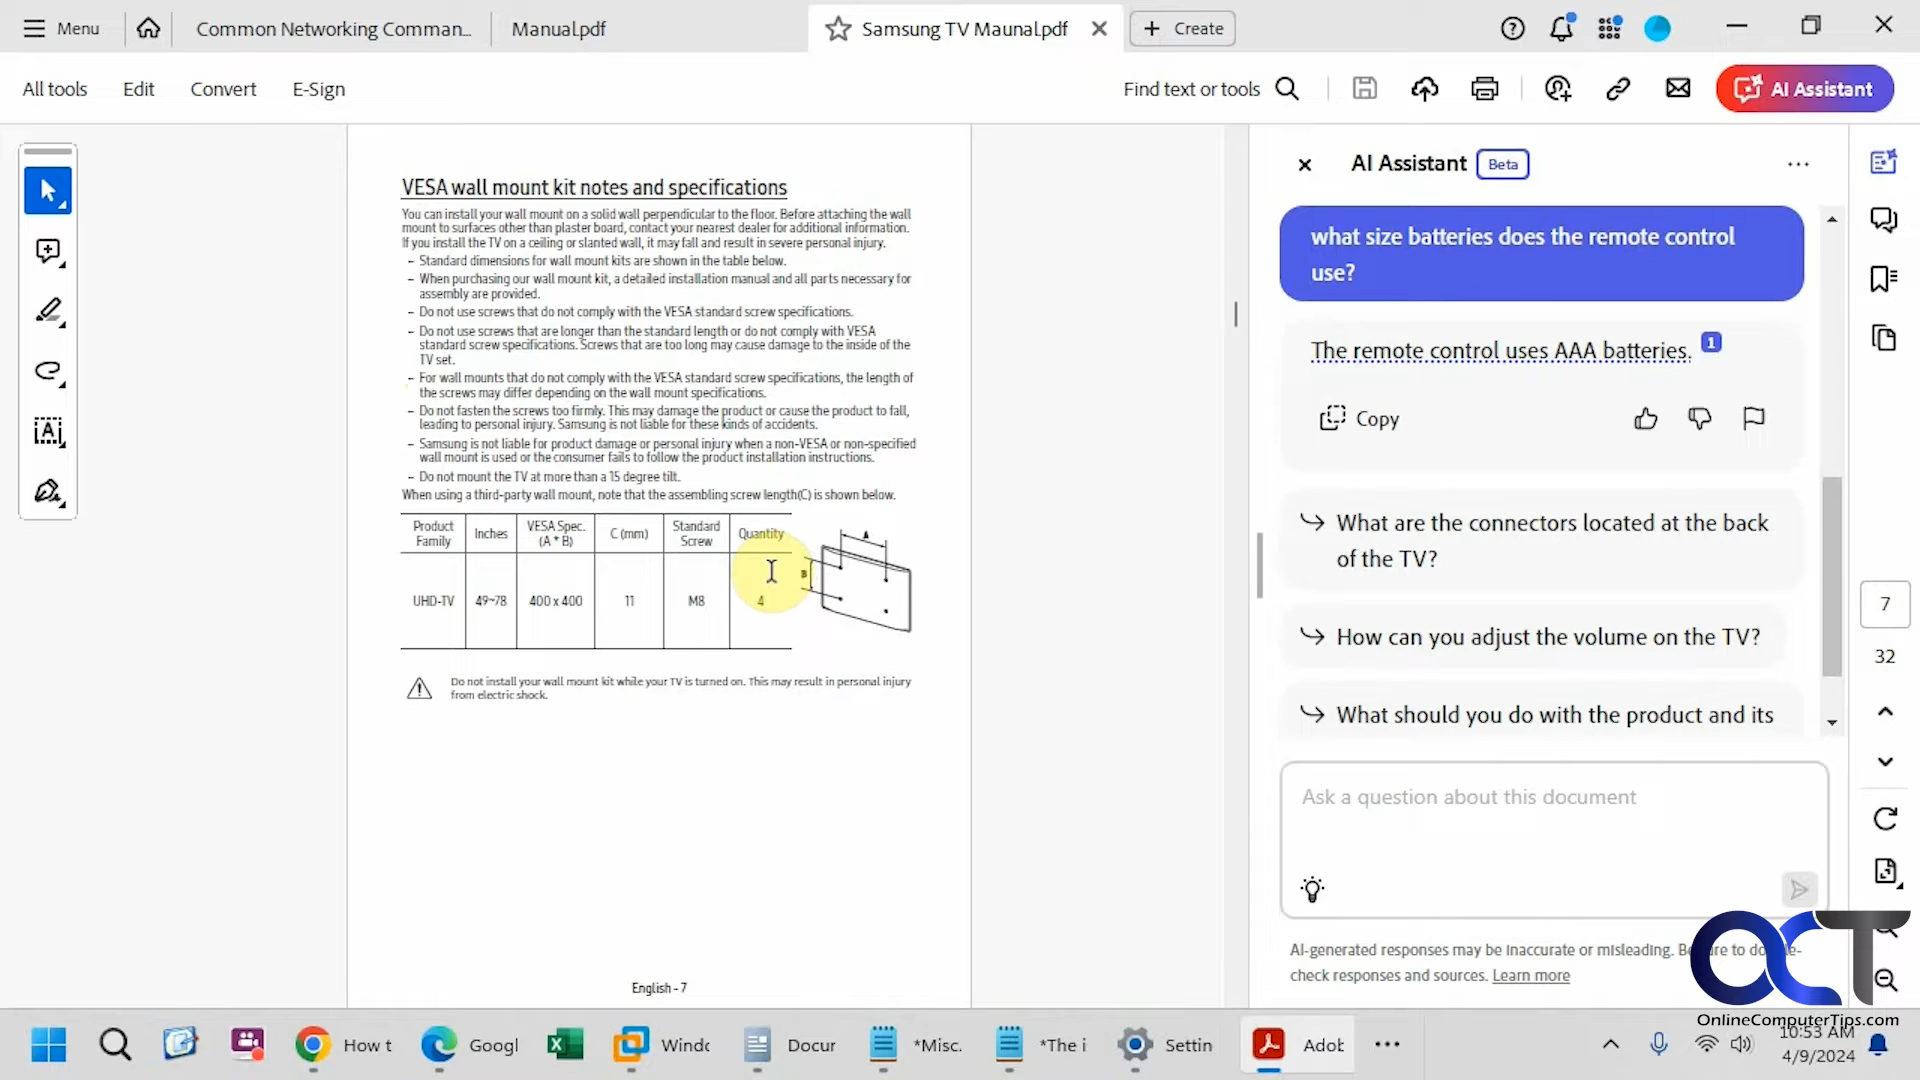 Menu
Common Networking Comman...
Manual.pdf
Samsung TV Maunal.pdf
Create
All tools
Edit
Convert
E-Sign
Find text or tools
AI Assistant
VESA wall mount kit notes and specifications
You can install your wall mount on a solid wall perpendicular to the floor. Before attaching the wall
mount to surfaces other than plaster board, contact your nearest dealer for additional information.
If you install the TV on a ceiling or slanted wall, it may fall and result in severe personal injury.
- Standard dimensions for wall mount kits are shown in the table below.
- When purchasing our wall mount kit, a detailed installation manual and all parts necessary for
assembly are provided.
- Do not use screws that do not comply with the VESA standard screw specifications.
- Do not use screws that are longer than the standard length or do not comply with VESA
standard screw specifications. Screws that are too long may cause damage to the inside of the
TV set.
- For wall mounts that do not comply with the VESA standard screw specifications, the length of
the screws may differ depending on the wall mount specifications.
- Do not fasten the screws too firmly. This may damage the product or cause the product to fall,
leading to personal injury. Samsung is not liable for these kinds of accidents.
- Samsung is not liable for product damage or personal injury when a non-VESA or non-specified
wall mount is used or the consumer fails to follow the product installation instructions.
- Do not mount the TV at more than a 15 degree tilt.
When using a third-party wall mount, note that the assembling screw length(C) is shown below.
Product Family
Inches
VESA Spec. (A * B)
C (mm)
Standard Screw
Quantity
UHD-TV
49~78
400 x 400
11
M8
4
A
B
Do not install your wall mount kit while your TV is turned on. This may result in personal injury
from electric shock.
English - 7
AI Assistant
Beta
what size batteries does the remote control
use?
The remote control uses AAA batteries.
1
Copy
What are the connectors located at the back
of the TV?
How can you adjust the volume on the TV?
What should you do with the product and its
Ask a question about this document
AI-generated responses may be inaccurate or misleading. Be sure to double-
check responses and sources. Learn more
7
32
OCT
OnlineComputerTips.com
How t
Googl
Windo
Docur
*Misc.
*The i
Settin
Adob
10:53 AM
4/9/2024